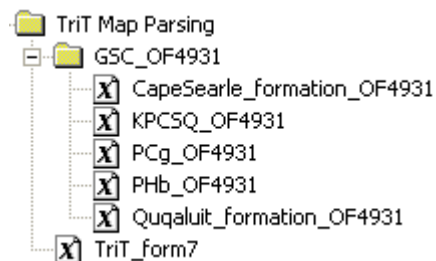 TriT Map Parsing
GSC_OF4931
CapeSearle_formation_OF4931
KPCSQ_OF4931
PCg_OF4931
PHb_OF4931
Quqaluit_formation_OF4931
TriT_form7